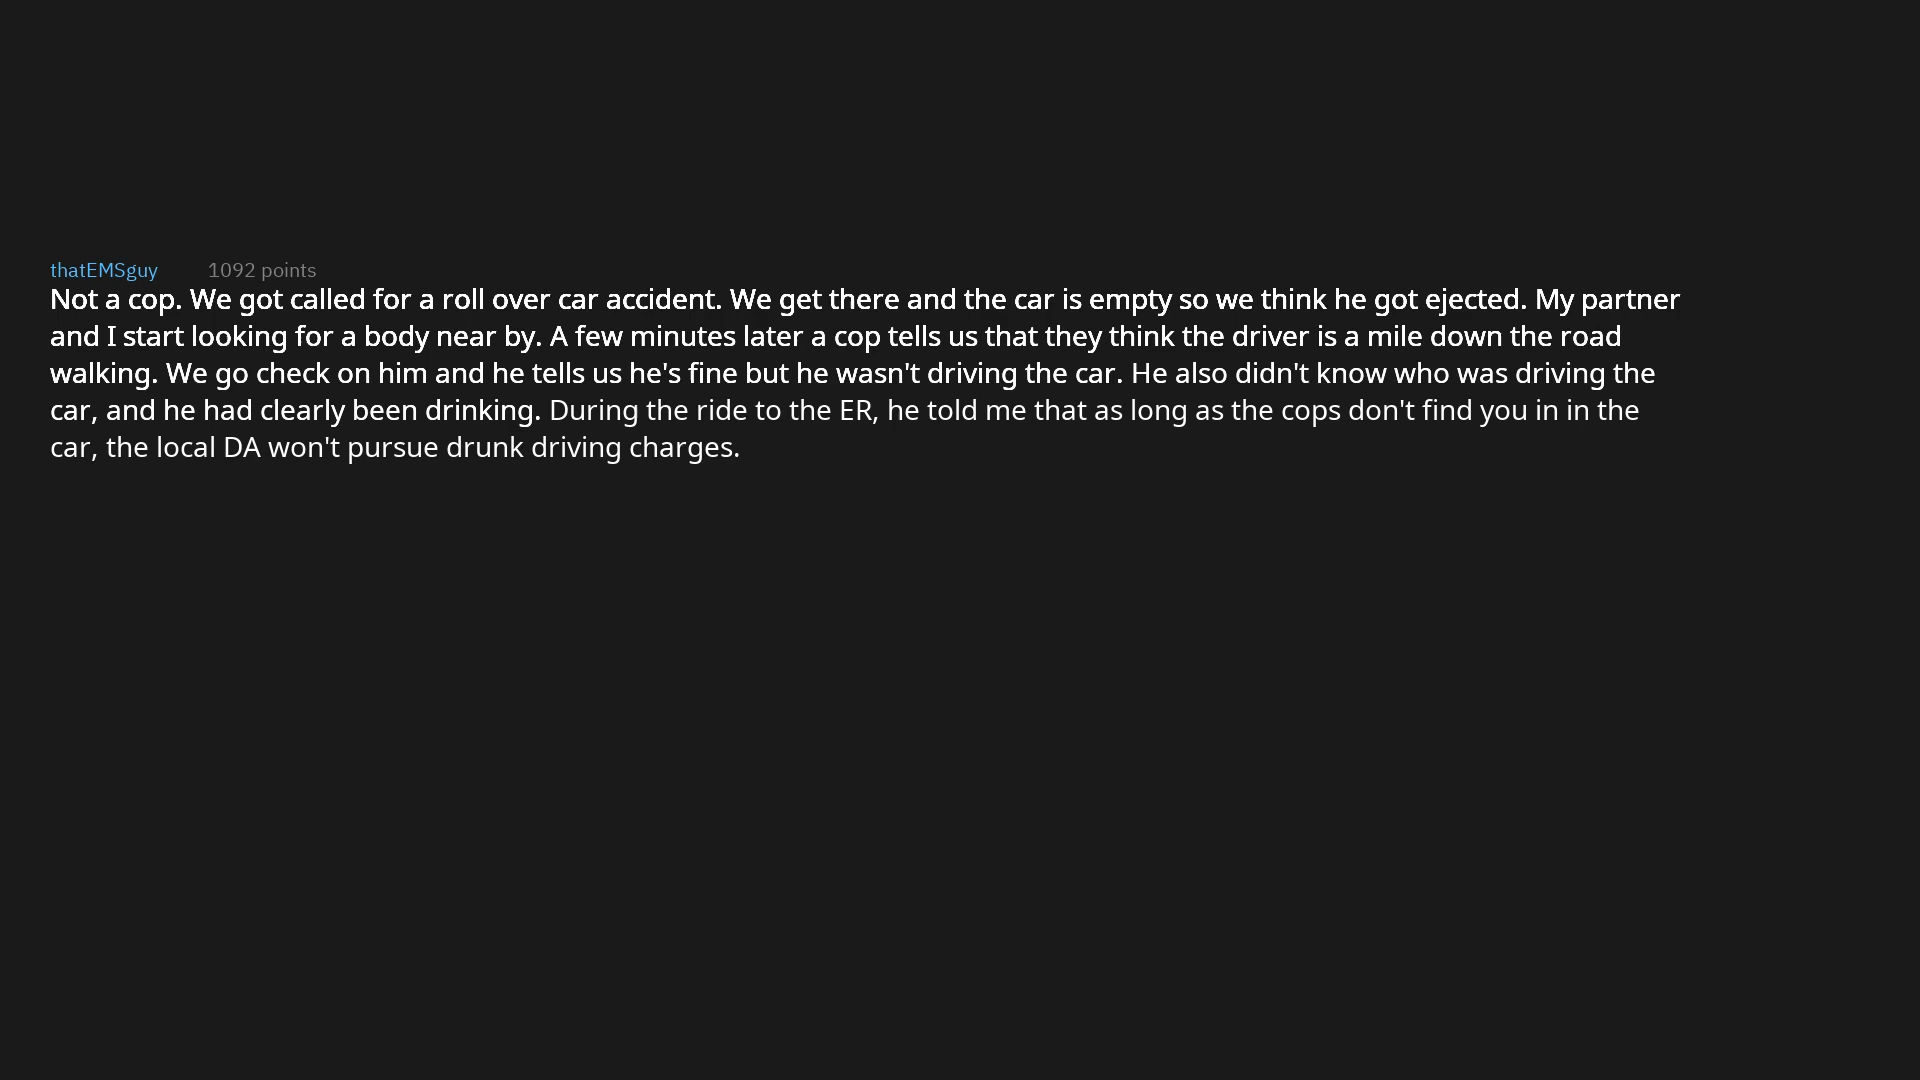 thatEMSguy 1092 points
Not a cop. We got called for a roll over car accident. We get there and the car is empty so we think he got ejected. My partner
and I start looking for a body near by. A few minutes later a cop tells us that they think the driver is a mile down the road
walking. We go check on him and he tells us he's fine but he wasn't driving the car. He also didn't know who was driving the
car, and he had clearly been drinking. During the ride to the ER, he told me that as long as the cops don't find you in in the
car, the local DA won't pursue drunk driving charges.